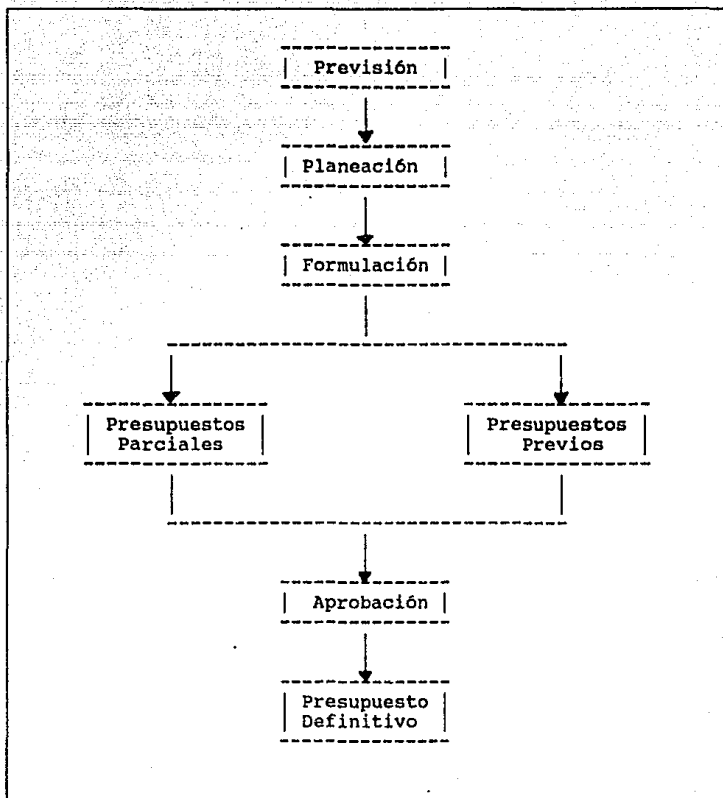 Previsión
Planeación
Formulación
Presupuestos
Parciales
Presupuestos
Previos
Aprobación
Presupuesto
Definitivo